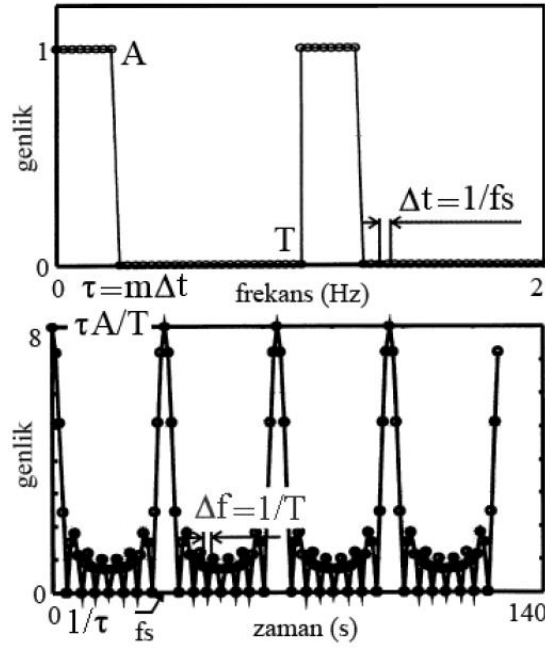 1
A
genlik
Δt=1/fs
T
0
0
2
τ=mΔt
frekans (Hz)
8
τA/T
genlik
Δf=1/T
0
0
1/τ
fs
zaman (s)
140